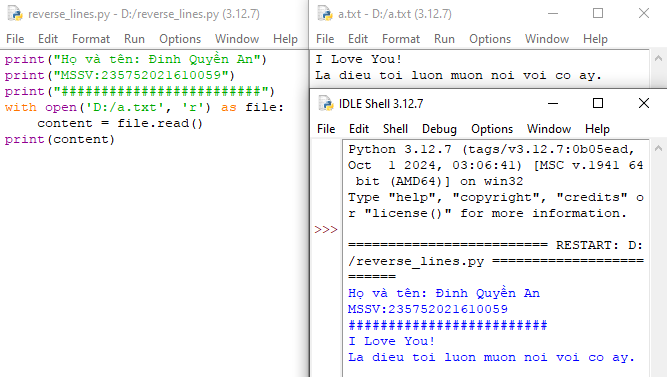 reverse_lines.py - D:/reverse_lines.py (3.12.7)
File Edit Format Run Options Window Help
print("Họ và tên: Đinh Quyền An")
print("MSSV:235752021610059")
print("#########################")
with open('D:/a.txt', 'r') as file:
    content = file.read()
print(content)
a.txt - D:/a.txt (3.12.7)
File Edit Format Run Options Window Help
I Love You!
La dieu toi luon muon noi voi co ay.
IDLE Shell 3.12.7
File Edit Shell Debug Options Window Help
Python 3.12.7 (tags/v3.12.7:0b05ead,
Oct  1 2024, 03:06:41) [MSC v.1941 64
 bit (AMD64)] on win32
Type "help", "copyright", "credits" o
r "license()" for more information.
>>>
========================= RESTART: D:
/reverse_lines.py ===================
======
Họ và tên: Đinh Quyền An
MSSV:235752021610059
#########################
I Love You!
La dieu toi luon muon noi voi co ay.